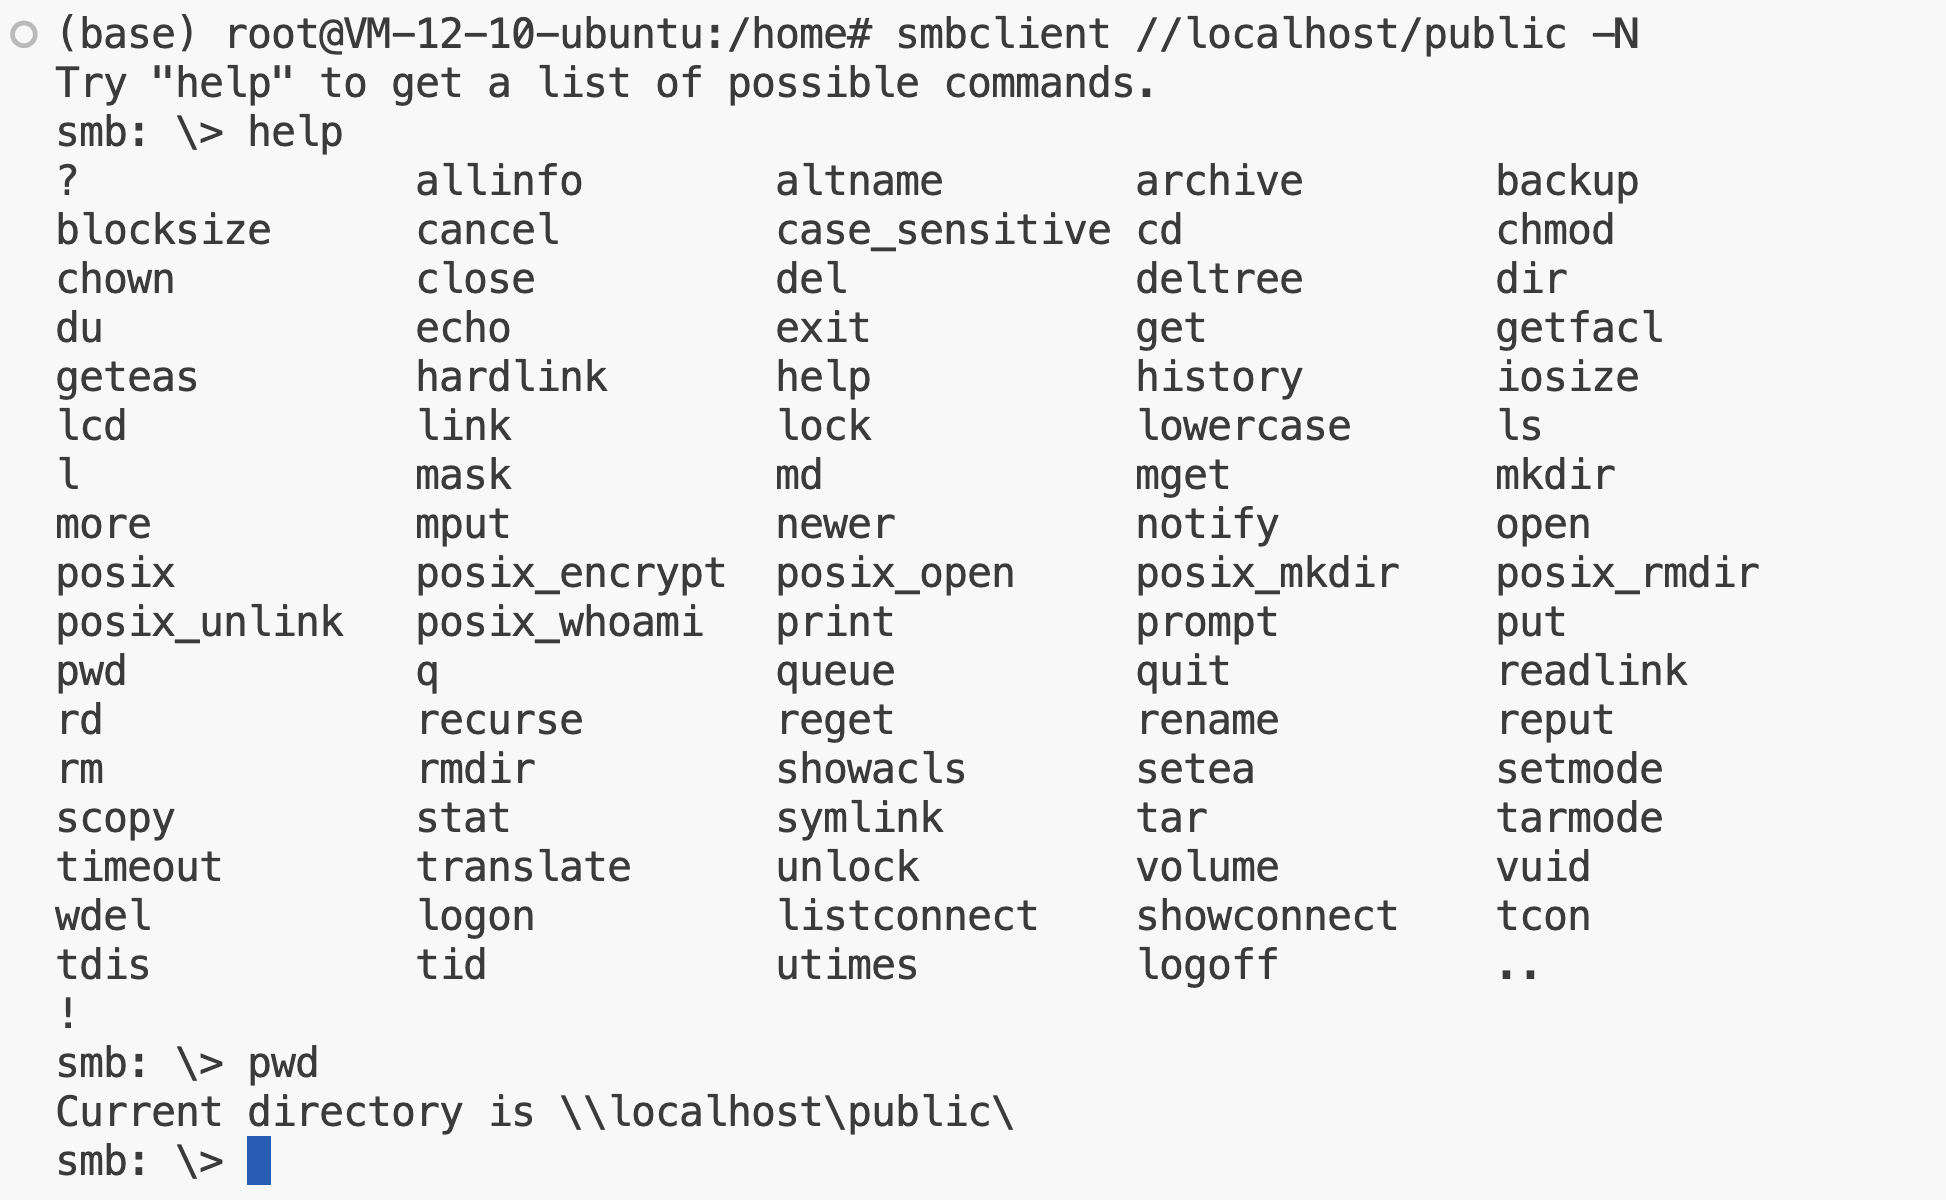 (base) root@VM-12-10-ubuntu:/home# smbclient //localhost/public -N
Try "help" to get a list of possible commands.
smb: \> help
?              allinfo        altname        archive        backup
blocksize      cancel         case_sensitive cd             chmod
chown          close          del            deltree        dir
du             echo           exit           get            getfacl
geteas         hardlink       help           history        iosize
lcd            link           lock           lowercase      ls
l              mask           md             mget           mkdir
more           mput           newer          notify         open
posix          posix_encrypt  posix_open     posix_mkdir    posix_rmdir
posix_unlink   posix_whoami   print          prompt         put
pwd            q              queue          quit           readlink
rd             recurse        reget          rename         reput
rm             rmdir          showacls       setea          setmode
scopy          stat           symlink        tar            tarmode
timeout        translate      unlock         volume         vuid
wdel           logon          listconnect    showconnect    tcon
tdis           tid            utimes         logoff         ..
!
smb: \> pwd
Current directory is \\localhost\public\
smb: \>